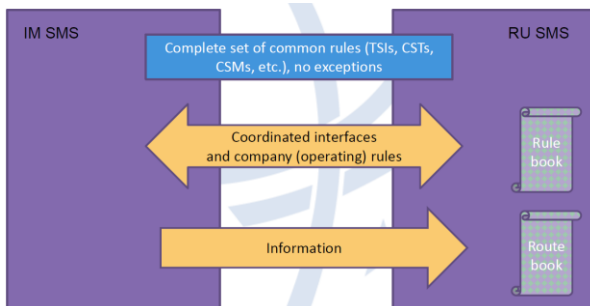 IM SMS
RU SMS
Complete set of common rules (TSIs, CSTs,
CSMs, etc.), no exceptions
Coordinated interfaces
and company (operating) rules
Rule
book
Information
Route
book